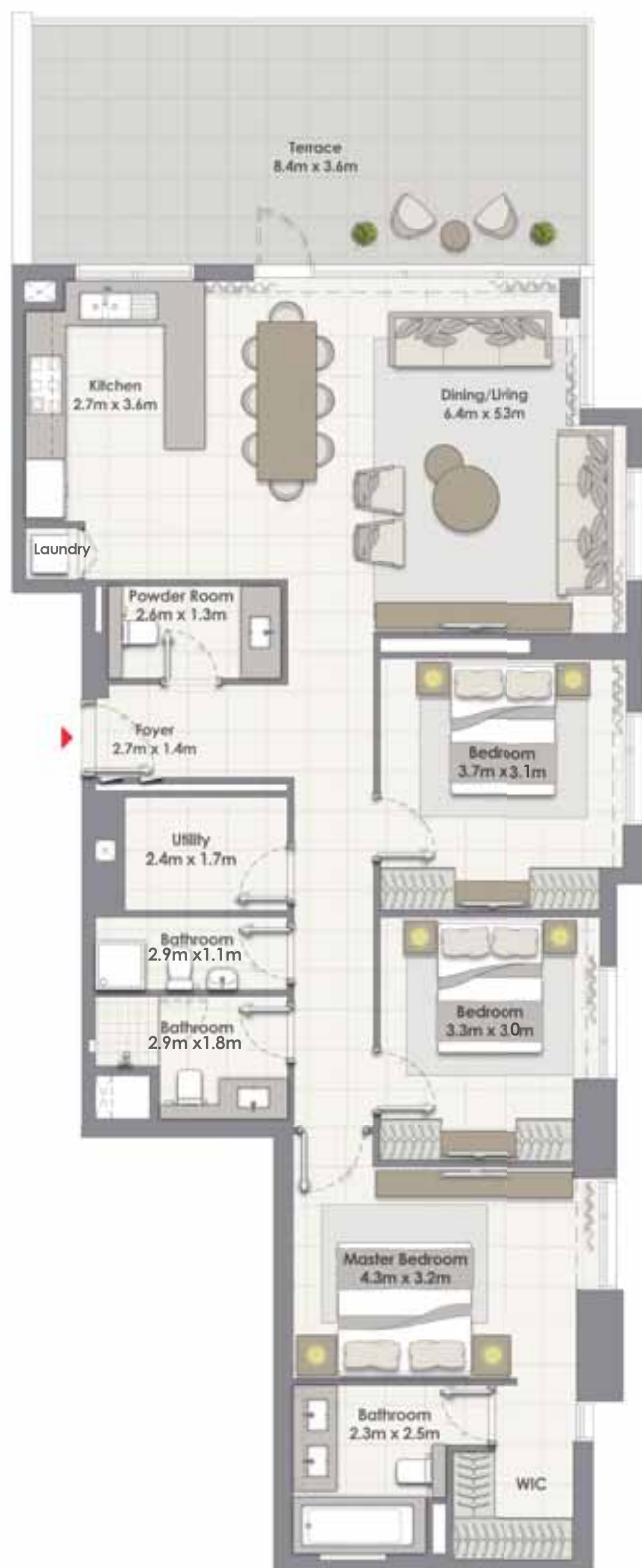 Terrace
8.4m x 3.6m
Kitchen
2.7m x 3.6m
Dining/Living
6.4m x 5.3m
Laundry
Powder Room
2.6m x 1.3m
Foyer
2.7m x 1.4m
Bedroom
3.7m x 3.1m
Utility
2.4m x 1.7m
Bathroom
2.9m x 1.1m
Bedroom
3.3m x 3.0m
Bathroom
2.9m x 1.8m
Master Bedroom
4.3m x 3.2m
Bathroom
2.3m x 2.5m
WIC